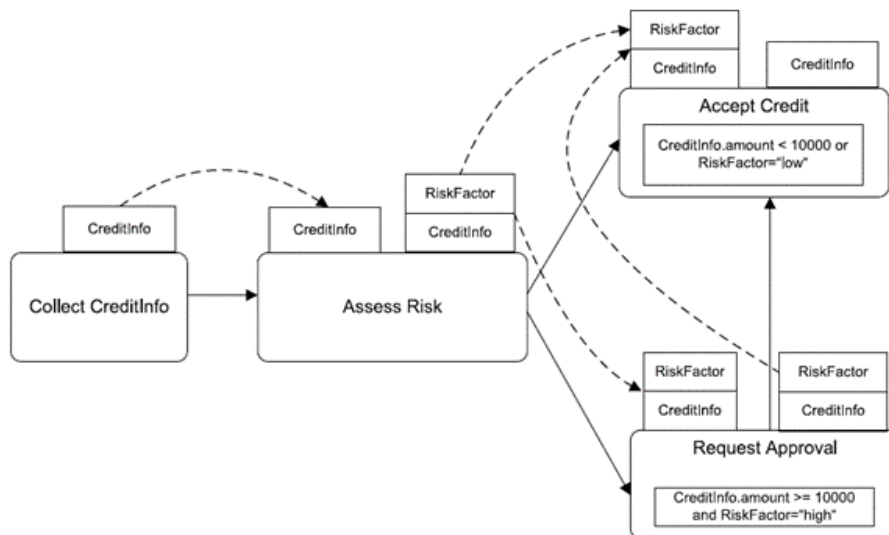 RiskFactor
CreditInfo
CreditInfo
Accept Credit
CreditInfo.amount < 10000 or
RiskFactor="low"
RiskFactor
CreditInfo
CreditInfo
CreditInfo
Collect CreditInfo
Assess Risk
RiskFactor
RiskFactor
CreditInfo
CreditInfo
Request Approval
CreditInfo.amount >= 10000
and RiskFactor="high"